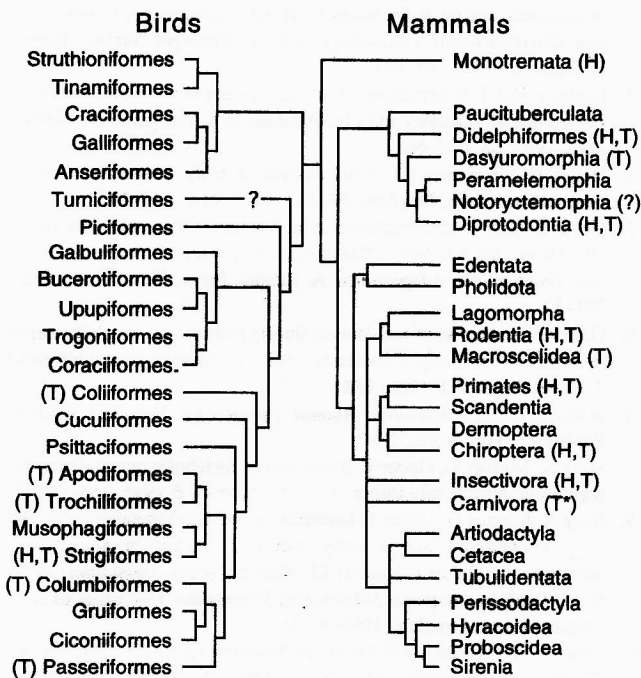 Birds
Struthioniformes
Tinamiformes
Craciformes
Galliformes
Anseriformes
Turniciformes
?
Piciformes
Galbuliformes
Bucerotiformes
Upupiformes
Trogoniformes
Coraciiformes.
(T) Coliiformes
Cuculiformes
Psittaciformes
(T) Apodiformes
(T) Trochiliformes
Musophagiformes
(H,T) Strigiformes
(T) Columbiformes
Gruiformes
Ciconiiformes
(T) Passeriformes
Mammals
Monotremata (H)
Paucituberculata
Didelphiformes (H,T)
Dasyuromorphia (T)
Peramelemorphia
Notoryctemorphia (?)
Diprotodontia (H,T)
Edentata
Pholidota
Lagomorpha
Rodentia (H,T)
Macroscelidea (T)
Primates (H,T)
Scandentia
Dermoptera
Chiroptera (H,T)
Insectivora (H,T)
Carnivora (T*)
Artiodactyla
Cetacea
Tubulidentata
Perissodactyla
Hyracoidea
Proboscidea
Sirenia